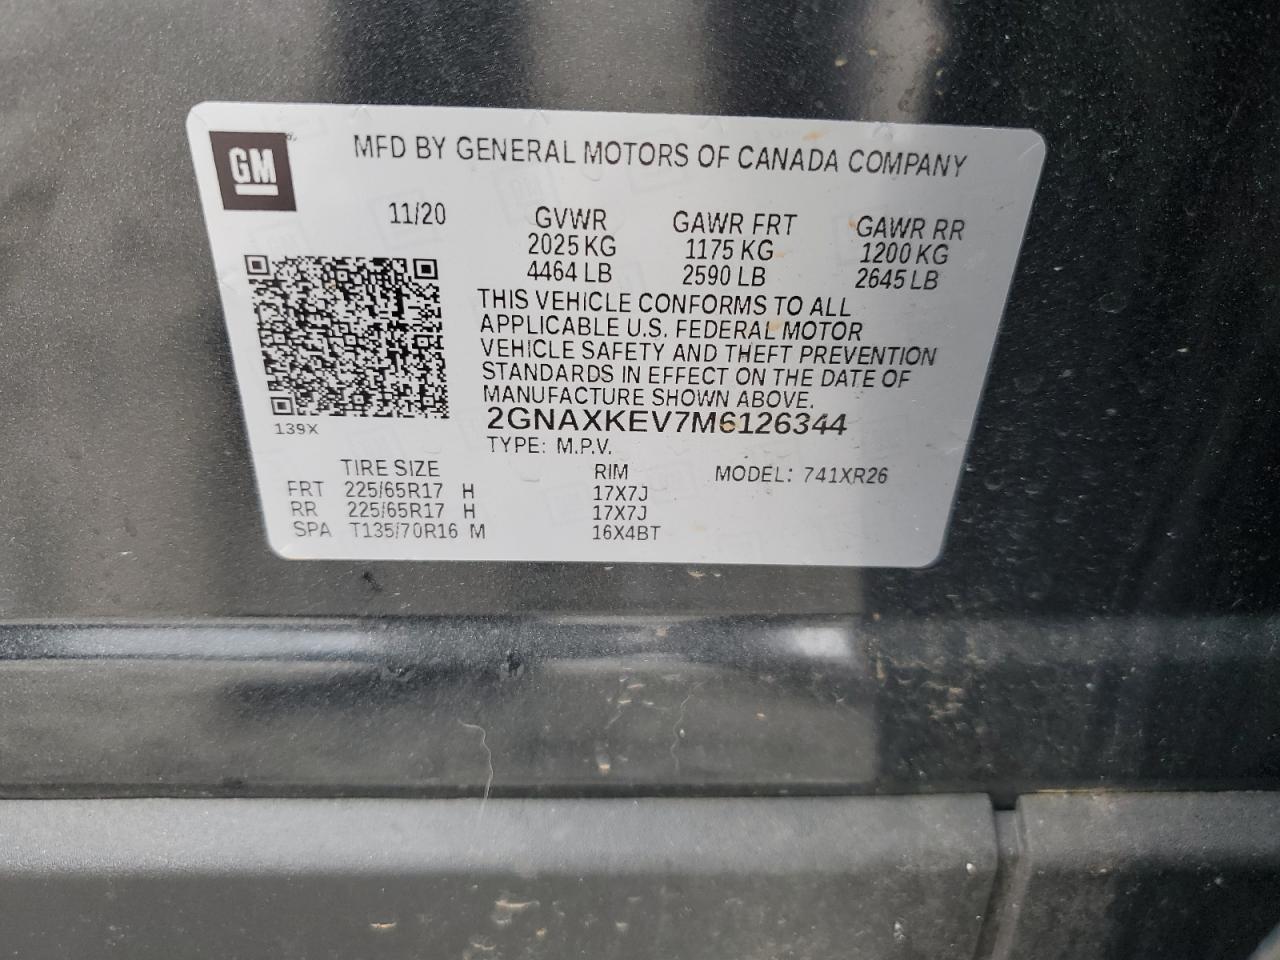 GM
MFD BY GENERAL MOTORS OF CANADA COMPANY
11/20 GVWR GAWR FRT GAWR RR
2025 KG 1175 KG 1200 KG
4464 LB 2590 LB 2645 LB
THIS VEHICLE CONFORMS TO ALL
APPLICABLE U.S. FEDERAL MOTOR
VEHICLE SAFETY AND THEFT PREVENTION
STANDARDS IN EFFECT ON THE DATE OF
MANUFACTURE SHOWN ABOVE.
139X
2GNAXKEV7M6126344
TYPE: M.P.V.
TIRE SIZE RIM MODEL: 741XR26
FRT 225/65R17 H 17X7J
RR 225/65R17 H 17X7J
SPA T135/70R16 M 16X4BT